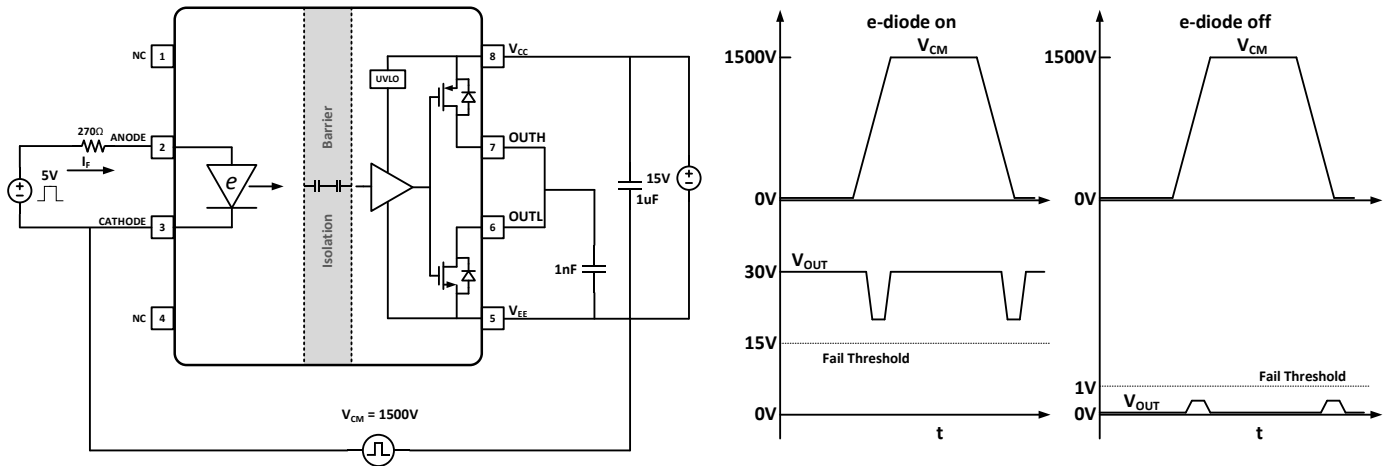 NC 1
V_CC
8
UVLO
270Ω
ANODE
2
I_F
5V
e
Isolation Barrier
OUTH
7
15V
1uF
CATHODE
3
OUTL
6
1nF
NC 4
V_EE
5
V_CM = 1500V
e-diode on
1500V
V_CM
0V
V_OUT
30V
15V
Fail Threshold
0V
t
e-diode off
1500V
V_CM
0V
Fail Threshold
1V
V_OUT
0V
t